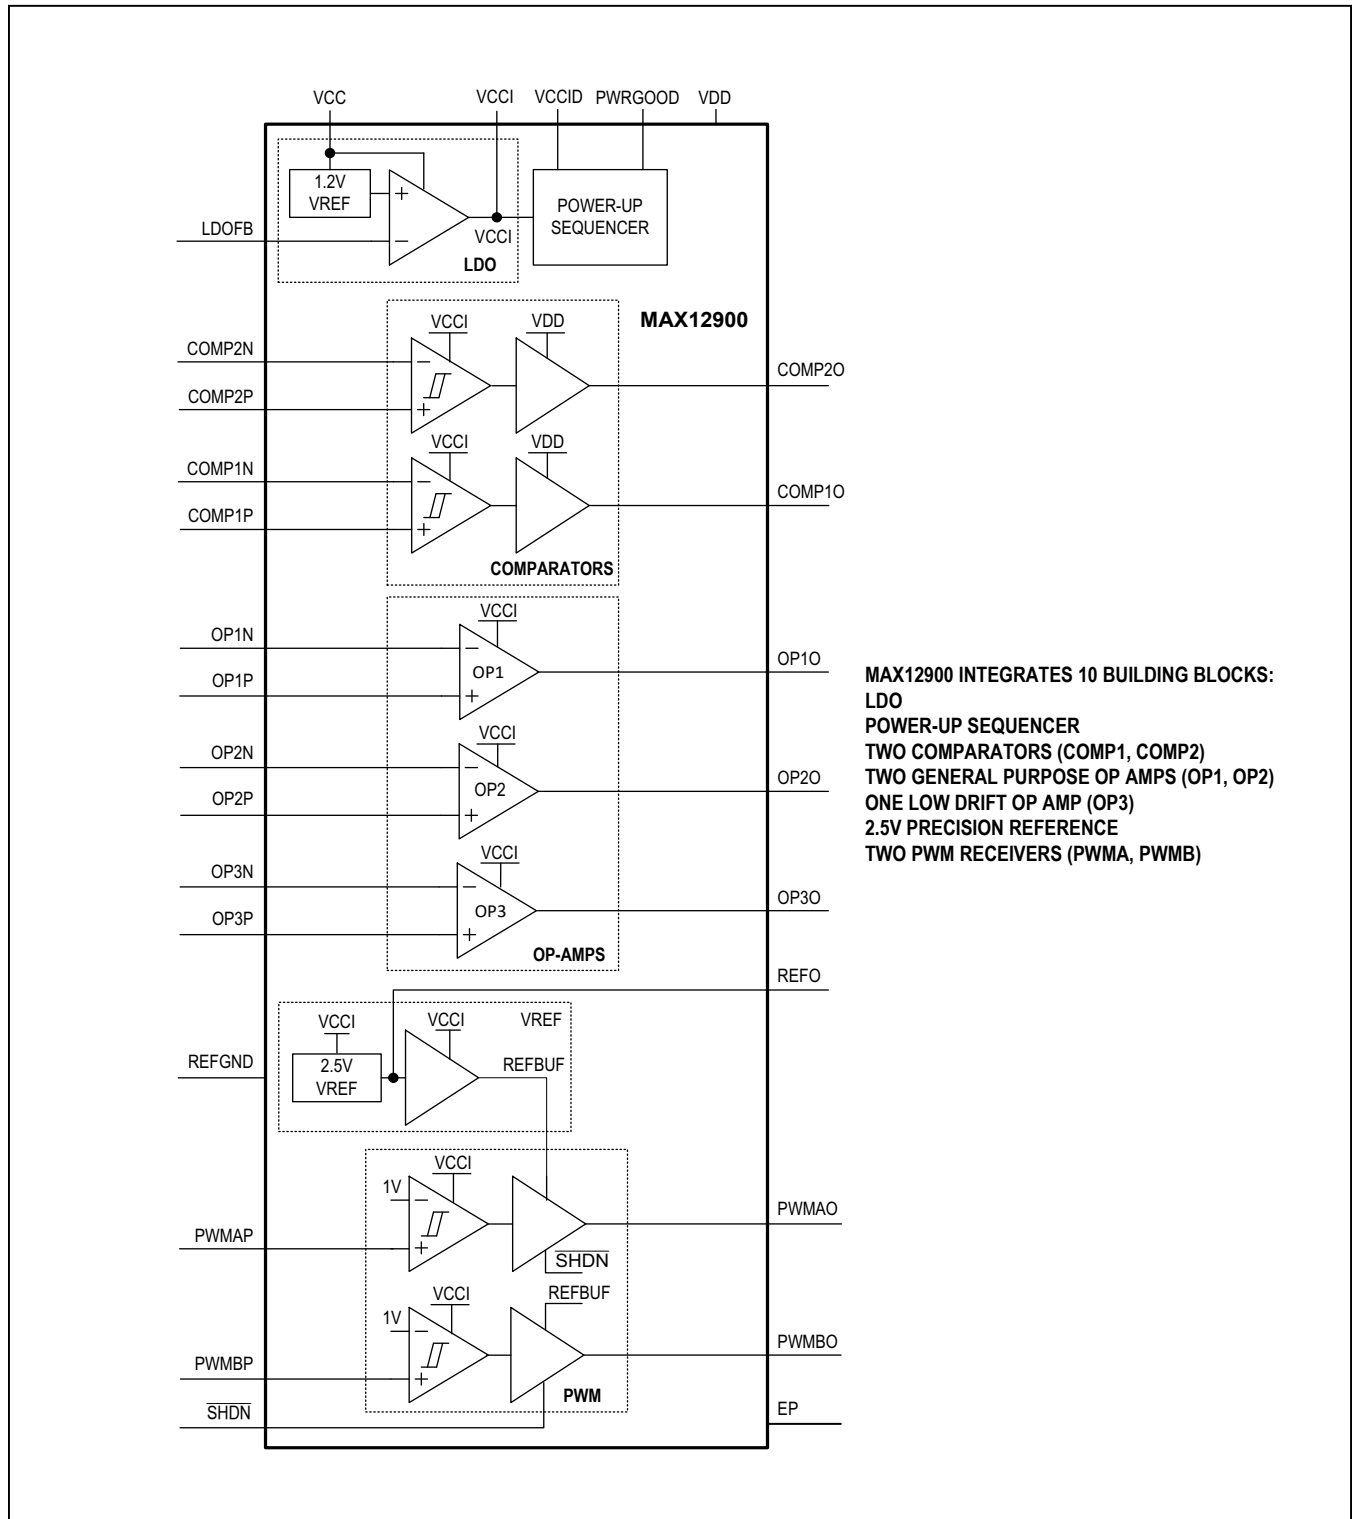 VCC VCCI VCCID PWRGOOD VDD
1.2V
VREF
+
POWER-UP
SEQUENCER
LDOFB
−
VCCI
LDO
MAX12900
VCCI VDD
COMP2N
−
COMP2O
COMP2P
+
VCCI VDD
COMP1N
−
COMP1O
COMP1P
+
COMPARATORS
VCCI
OP1N
−
OP1
OP1O
OP1P
+
VCCI
OP2N
−
OP2
OP2O
OP2P
+
VCCI
OP3N
−
OP3
OP3O
OP3P
+
OP-AMPS
MAX12900 INTEGRATES 10 BUILDING BLOCKS:
LDO
POWER-UP SEQUENCER
TWO COMPARATORS (COMP1, COMP2)
TWO GENERAL PURPOSE OP AMPS (OP1, OP2)
ONE LOW DRIFT OP AMP (OP3)
2.5V PRECISION REFERENCE
TWO PWM RECEIVERS (PWMA, PWMB)
REFO
VCCI VCCI VREF
REFGND
2.5V
VREF
REFBUF
VCCI
1V
−
PWMAO
PWMAP
+
SHDN
VCCI REFBUF
1V
−
PWMBO
PWMBP
+
PWM
SHDN
EP